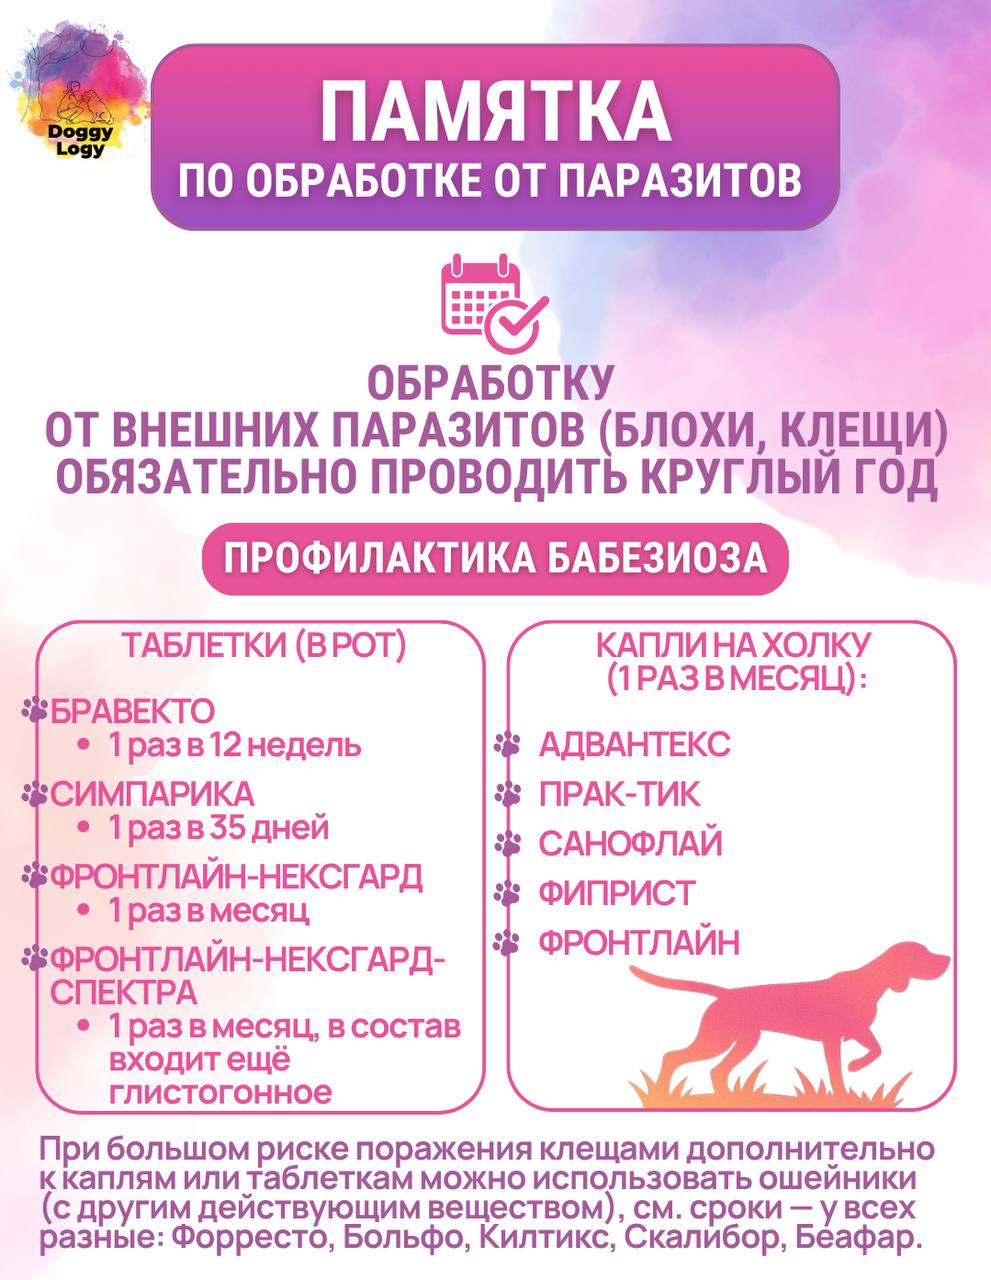 Doggy
Logy
ПАМЯТКА
ПО ОБРАБОТКЕ ОТ ПАРАЗИТОВ
ОБРАБОТКУ
ОТ ВНЕШНИХ ПАРАЗИТОВ (БЛОХИ, КЛЕЩИ)
ОБЯЗАТЕЛЬНО ПРОВОДИТЬ КРУГЛЫЙ ГОД
ПРОФИЛАКТИКА БАБЕЗИОЗА
ТАБЛЕТКИ (В РОТ)
БРАВЕКТО
• 1 раз в 12 недель
СИМПАРИКА
• 1 раз в 35 дней
ФРОНТЛАЙН-НЕКСГАРД
• 1 раз в месяц
ФРОНТЛАЙН-НЕКСГАРД-
СПЕКТРА
• 1 раз в месяц, в состав
входит ещё
глистогонное
КАПЛИ НА ХОЛКУ
(1 РАЗ В МЕСЯЦ):
АДВАНТЕКС
ПРАК-ТИК
САНОФЛАЙ
ФИПРИСТ
ФРОНТЛАЙН
При большом риске поражения клещами дополнительно
к каплям или таблеткам можно использовать ошейники
(с другим действующим веществом), см. сроки — у всех
разные: Форресто, Больфо, Килтикс, Скалибор, Беафар.